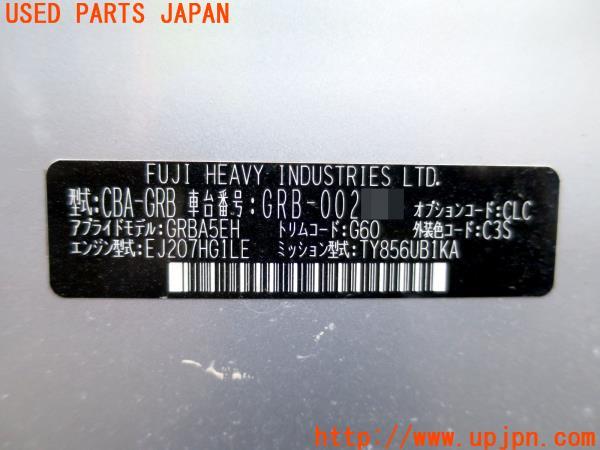 USED PARTS JAPAN
FUJI HEAVY INDUSTRIES LTD.
型式:CBA-GRB 車台番号:GRB-002 オプションコード:CLC
アプライドモデル:GRBA5EH トリムコード:G60 外装色コード:C3S
エンジン型式:EJ207HG1LE ミッション型式:TY856UB1KA
http://www.upjpn.com/